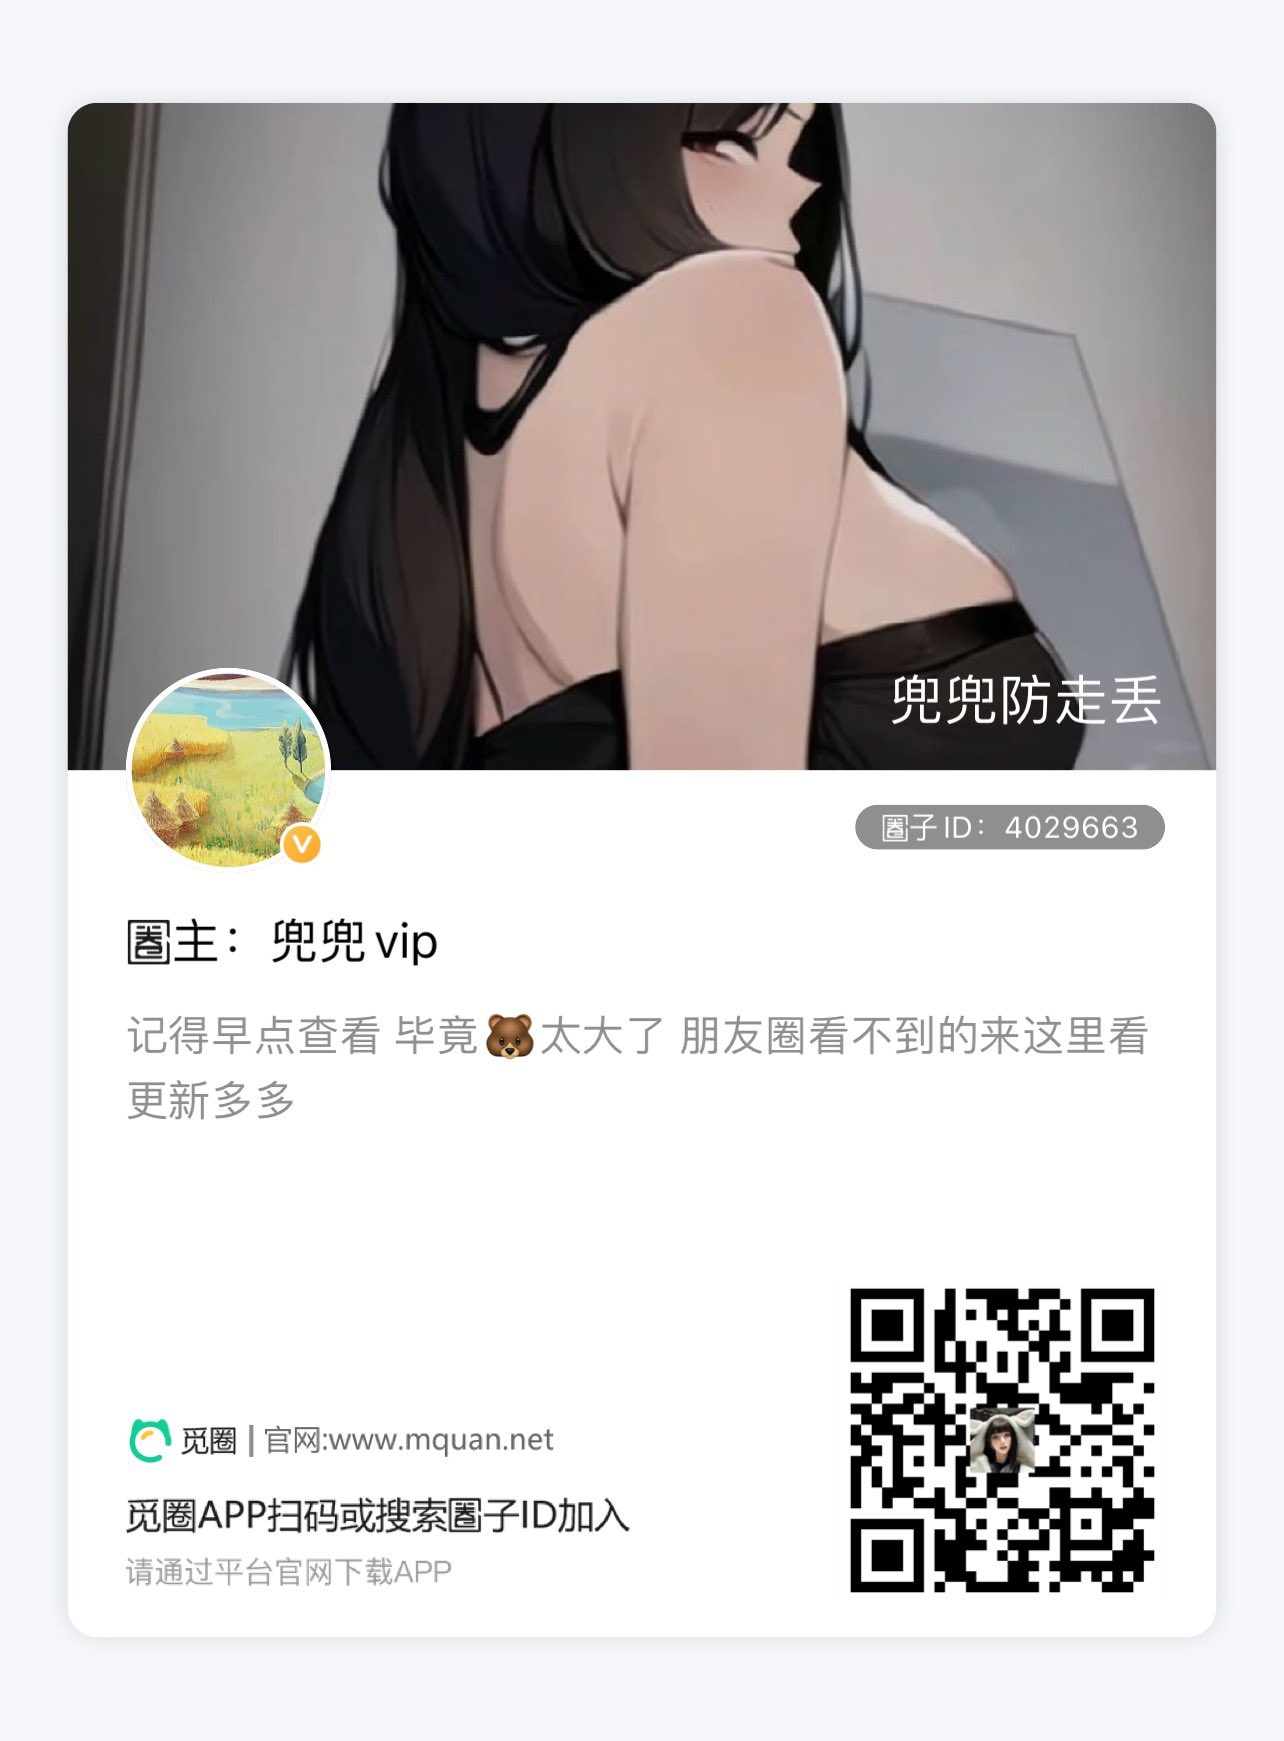 兜兜防走丢
圈子ID：4029663
圈主：兜兜vip
记得早点查看 毕竟🐻太大了 朋友圈看不到的来这里看
更新多多
觅圈 | 官网:www.mquan.net
觅圈APP扫码或搜索圈子ID加入
请通过平台官网下载APP